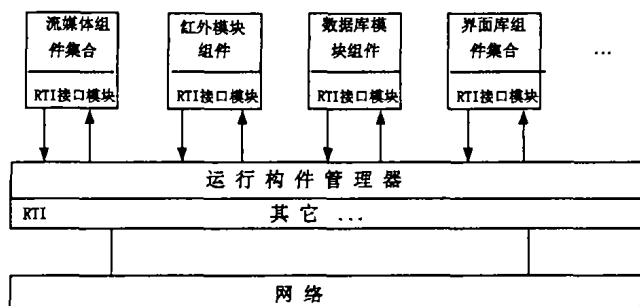 流媒体组
件集合
RTI接口模块
红外模块
组件
RTI接口模块
数据库模
块组件
RTI接口模块
界面库组
件集合
RTI接口模块
...
运行构件管理器
RTI
其它 ...
网络